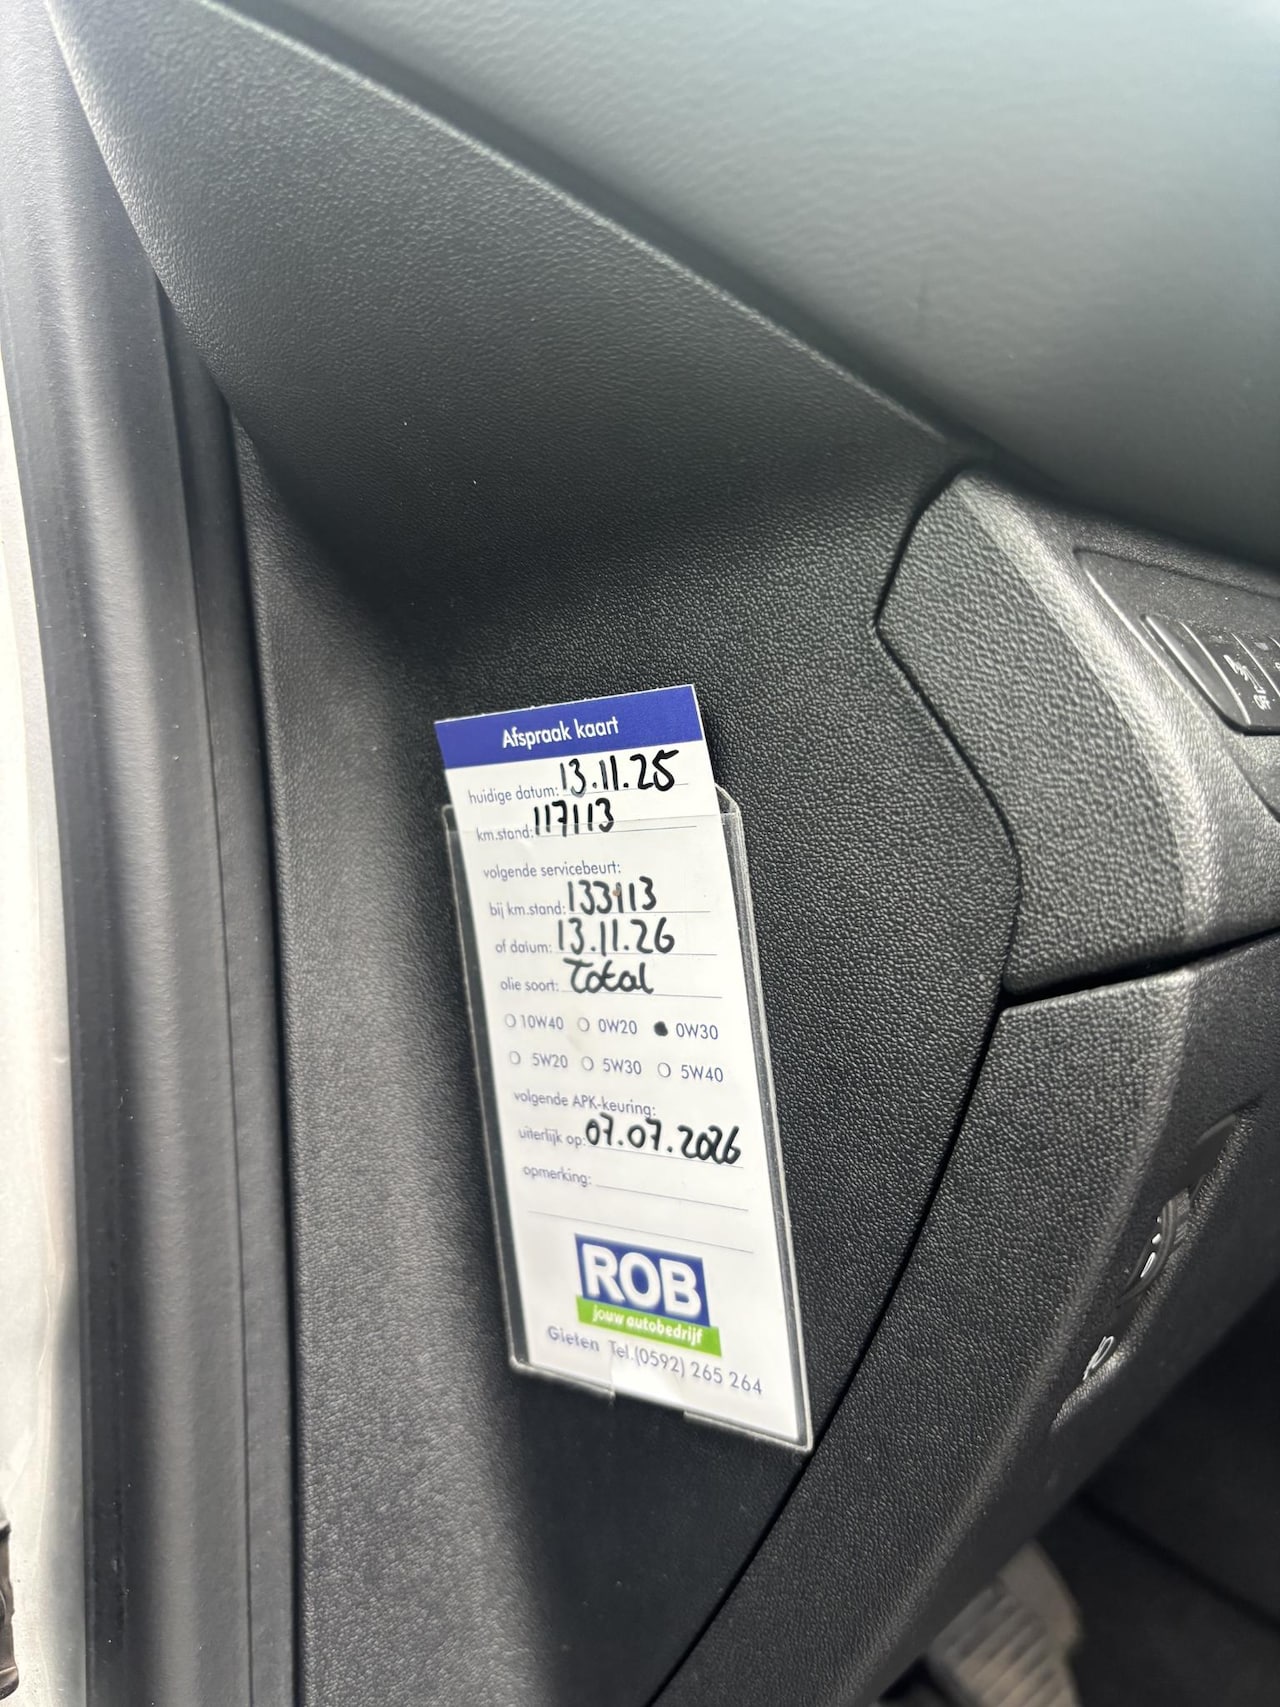 Afspraak kaart
huidige datum: 13.11.25
km.stand: 117113
volgende servicebeurt:
bij km.stand: 133113
of datum: 13.11.26
olie soort: Total
10W40 0W20 0W30
5W20 5W30 5W40
volgende APK-keuring:
uiterlijk op: 07.07.2026
opmerking:
ROB
jouw autobedrijf
Gieten Tel.(0592) 265 264